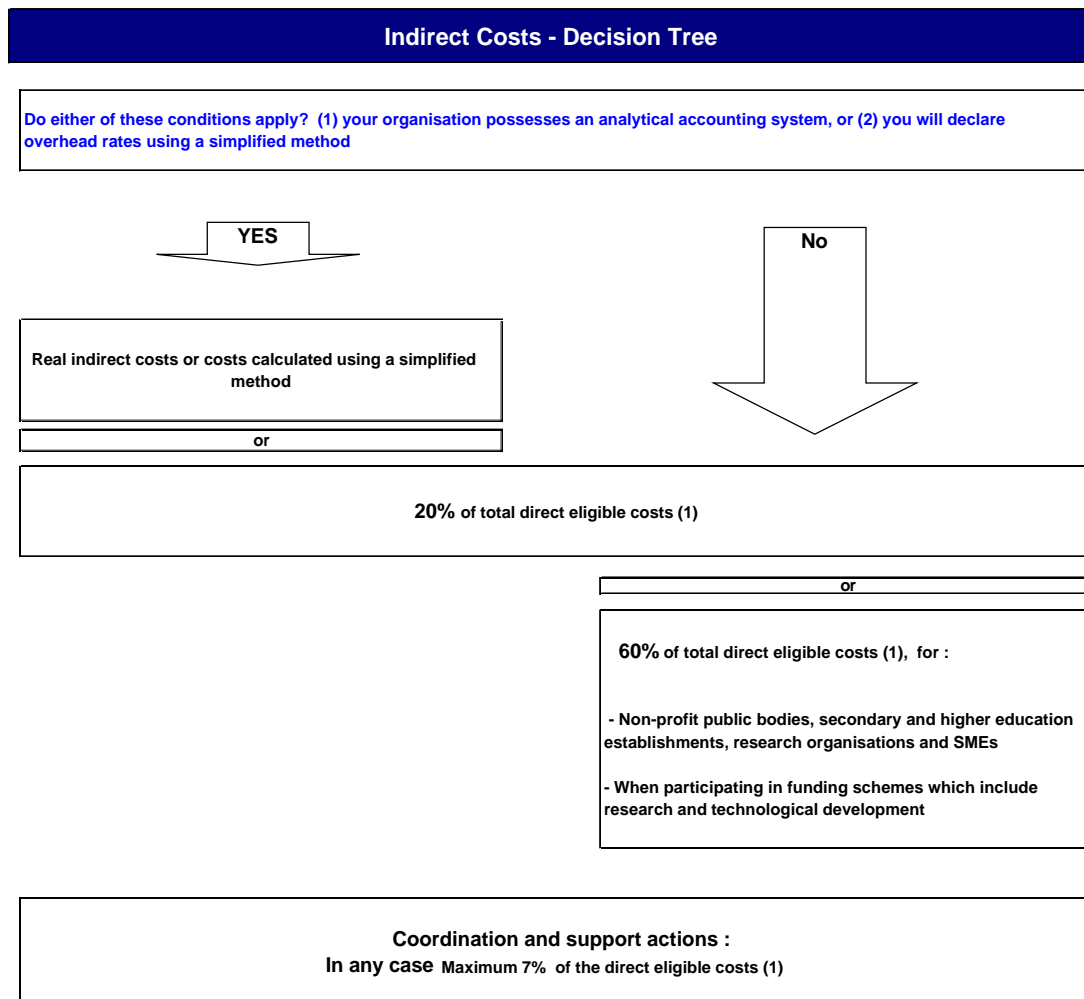 Indirect Costs - Decision Tree
Do either of these conditions apply? (1) your organisation possesses an analytical accounting system, or (2) you will declare
overhead rates using a simplified method
YES
No
Real indirect costs or costs calculated using a simplified
method
or
20% of total direct eligible costs (1)
or
60% of total direct eligible costs (1), for :
- Non-profit public bodies, secondary and higher education
establishments, research organisations and SMEs
- When participating in funding schemes which include
research and technological development
Coordination and support actions :
In any case Maximum 7% of the direct eligible costs (1)